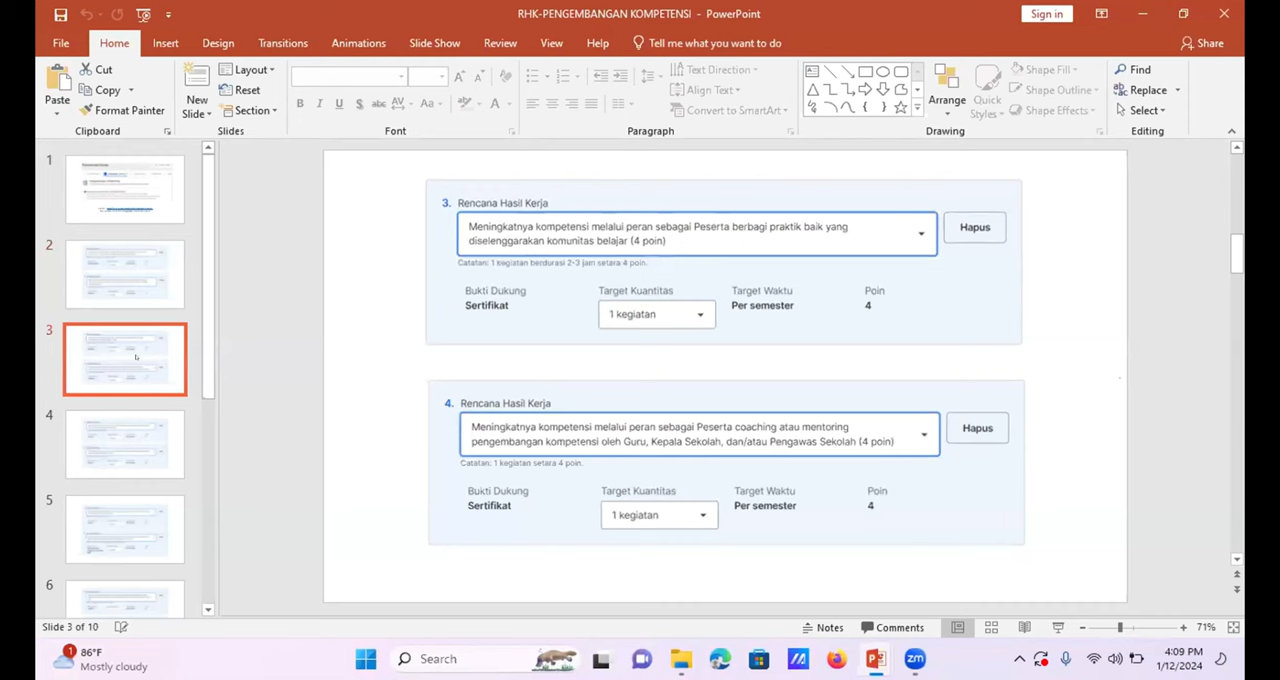 RHK-PENGEMBANGAN KOMPETENSI - PowerPoint
Sign in
File Home Insert Design Transitions Animations Slide Show Review View Help Tell me what you want to do
Share
Paste
Cut
Copy
Format Painter
Clipboard
New Slide
Layout
Reset
Section
Slides
Font
Text Direction
Align Text
Convert to SmartArt
Paragraph
Arrange
Quick Styles
Shape Fill
Shape Outline
Shape Effects
Drawing
Find
Replace
Select
Editing
1
2
3
4
5
6
3. Rencana Hasil Kerja
Meningkatnya kompetensi melalui peran sebagai Peserta berbagi praktik baik yang
diselenggarakan komunitas belajar (4 poin)
Hapus
Catatan: 1 kegiatan berdurasi 2-3 jam setara 4 poin.
Bukti Dukung Target Kuantitas Target Waktu Poin
Sertifikat 1 kegiatan Per semester 4
4. Rencana Hasil Kerja
Meningkatnya kompetensi melalui peran sebagai Peserta coaching atau mentoring
pengembangan kompetensi oleh Guru, Kepala Sekolah, dan/atau Pengawas Sekolah (4 poin)
Hapus
Catatan: 1 kegiatan setara 4 poin.
Bukti Dukung Target Kuantitas Target Waktu Poin
Sertifikat 1 kegiatan Per semester 4
Slide 3 of 10
Notes
Comments
71%
86°F
Mostly cloudy
1
Search
zm
4:09 PM
1/12/2024